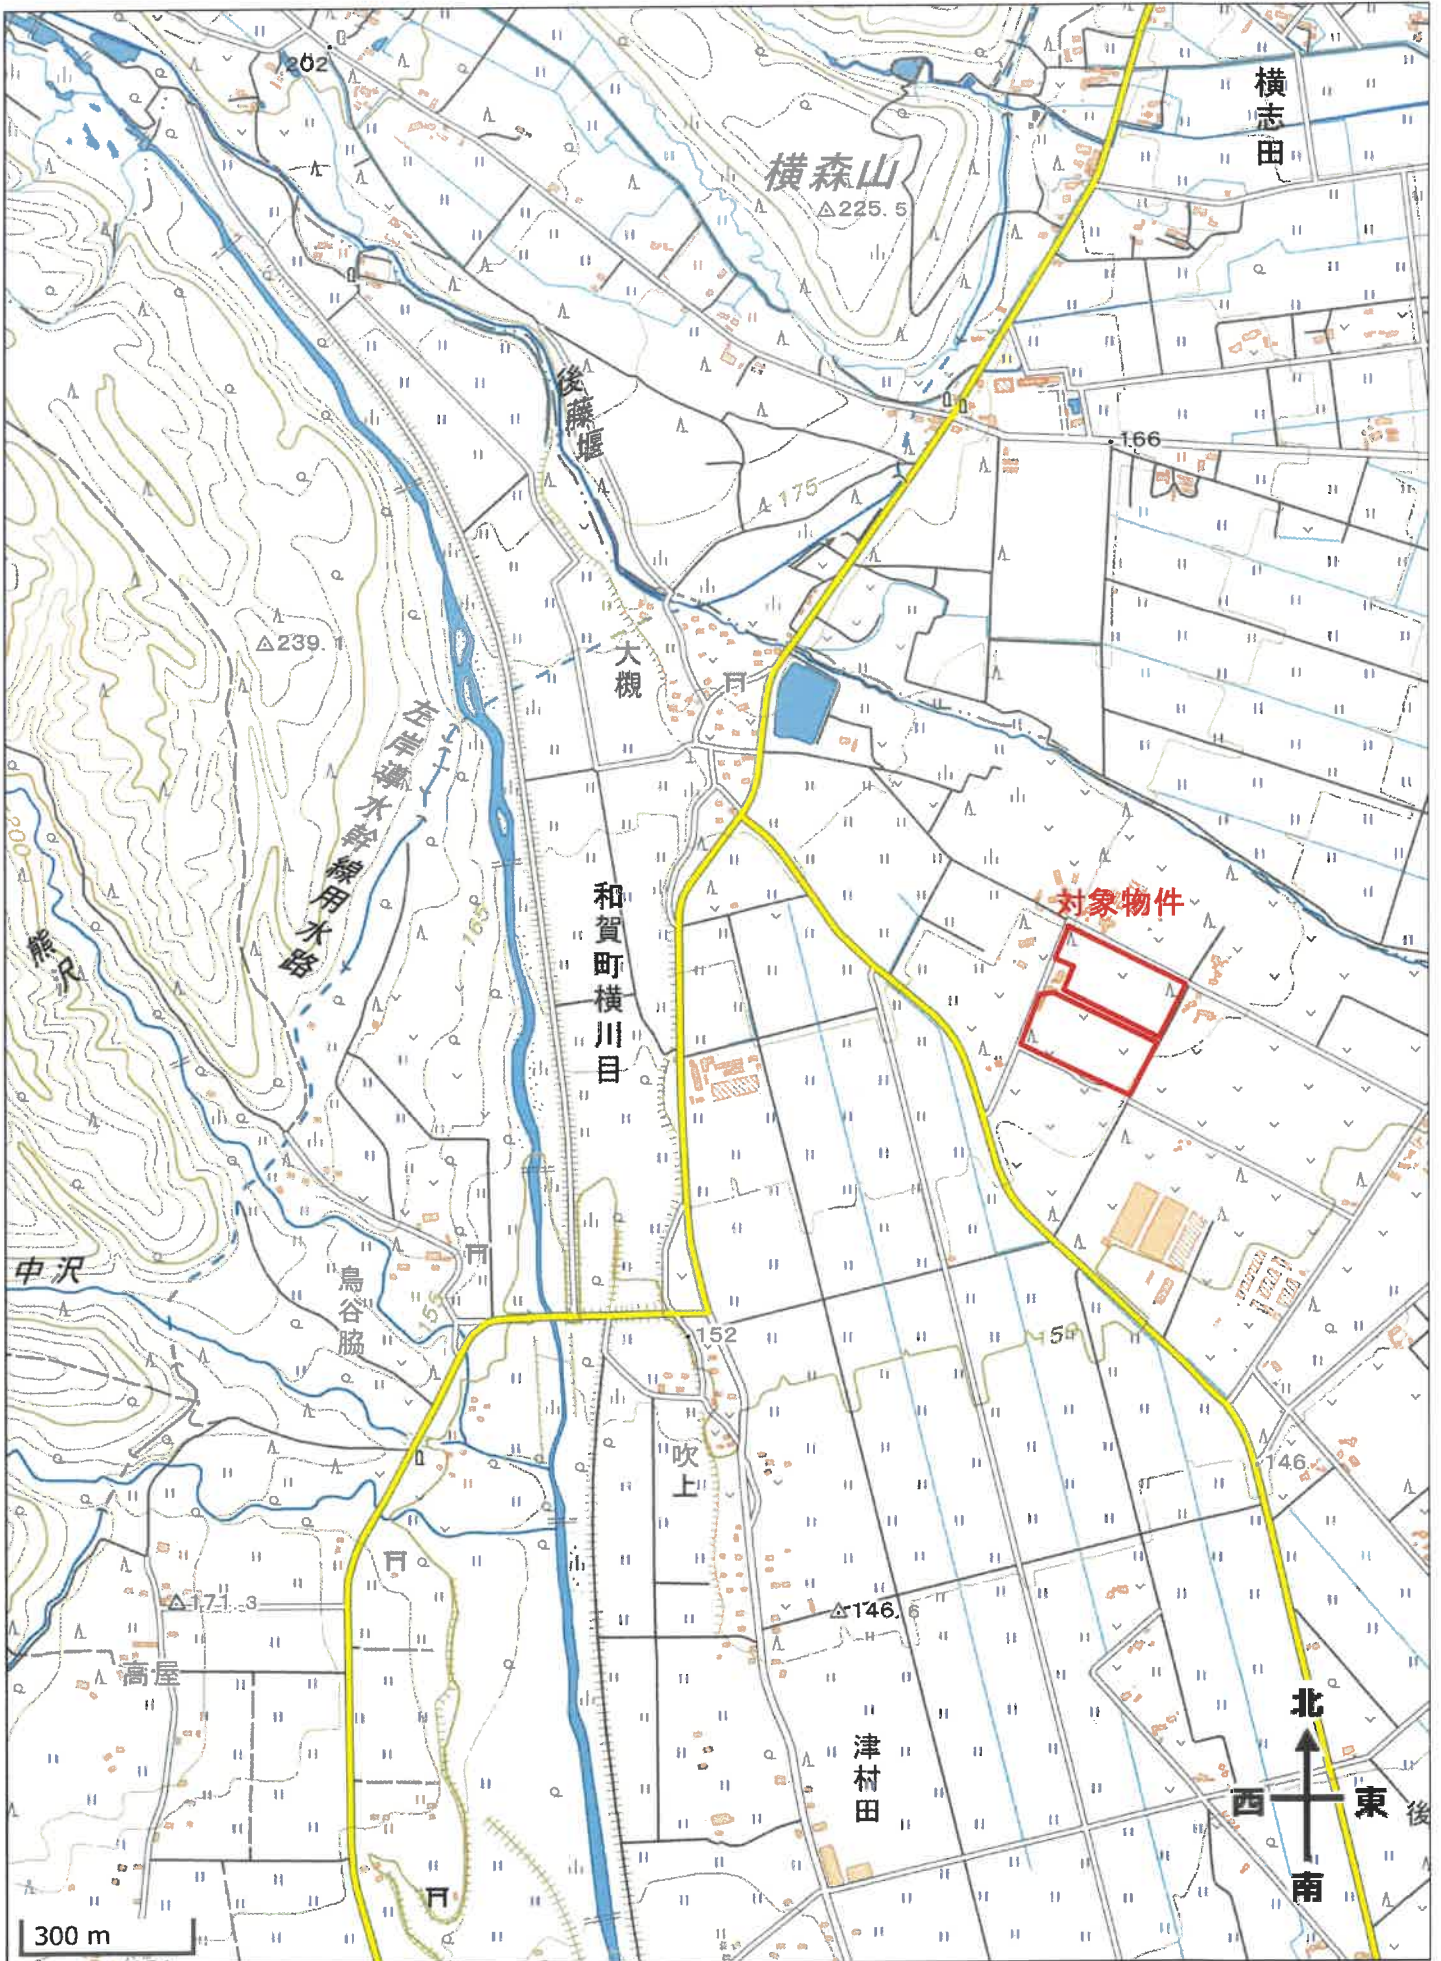 202
横志田
横森山
225.5
後藤堰
166
175
239.1
大槻
左岸導水幹線用水路
200
対象物件
和賀町横川目
165
熊沢
中沢
鳥谷脇
155
152
吹上
146
171.3
146.6
高屋
北
津村田
西
東
後
南
300 m